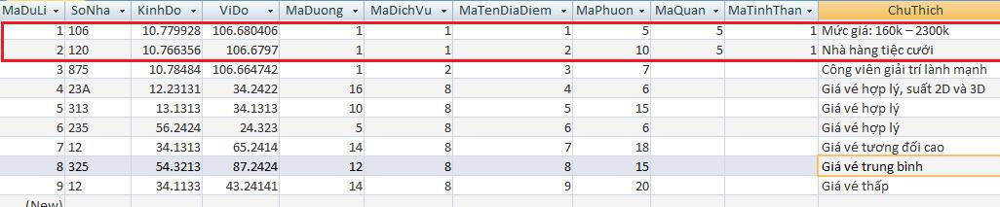 MaDuLi SoNha KinhDo ViDo MaDuong MaDichVu MaTenDiaDiem MaPhuon MaQuan MaTinhThan ChuThich
1 106 10.779928 106.680406 1 1 1 5 5 1 Mức giá: 160k – 2300k
2 120 10.766356 106.6797 1 1 2 10 5 1 Nhà hàng tiệc cưới
3 875 10.78484 106.664742 1 2 3 7 Công viên giải trí lành mạnh
4 23A 12.23131 34.2422 16 8 4 6 Giá vé hợp lý, suất 2D và 3D
5 313 13.1313 34.3131 10 8 5 15 Giá vé hợp lý
6 235 56.2424 24.323 5 8 6 6 Giá vé hợp lý
7 12 34.1313 65.2414 14 8 7 18 Giá vé tương đối cao
8 325 54.3213 87.2424 12 8 8 15 Giá vé trung bình
9 12 34.1133 43.24141 14 8 9 20 Giá vé thấp
(New)